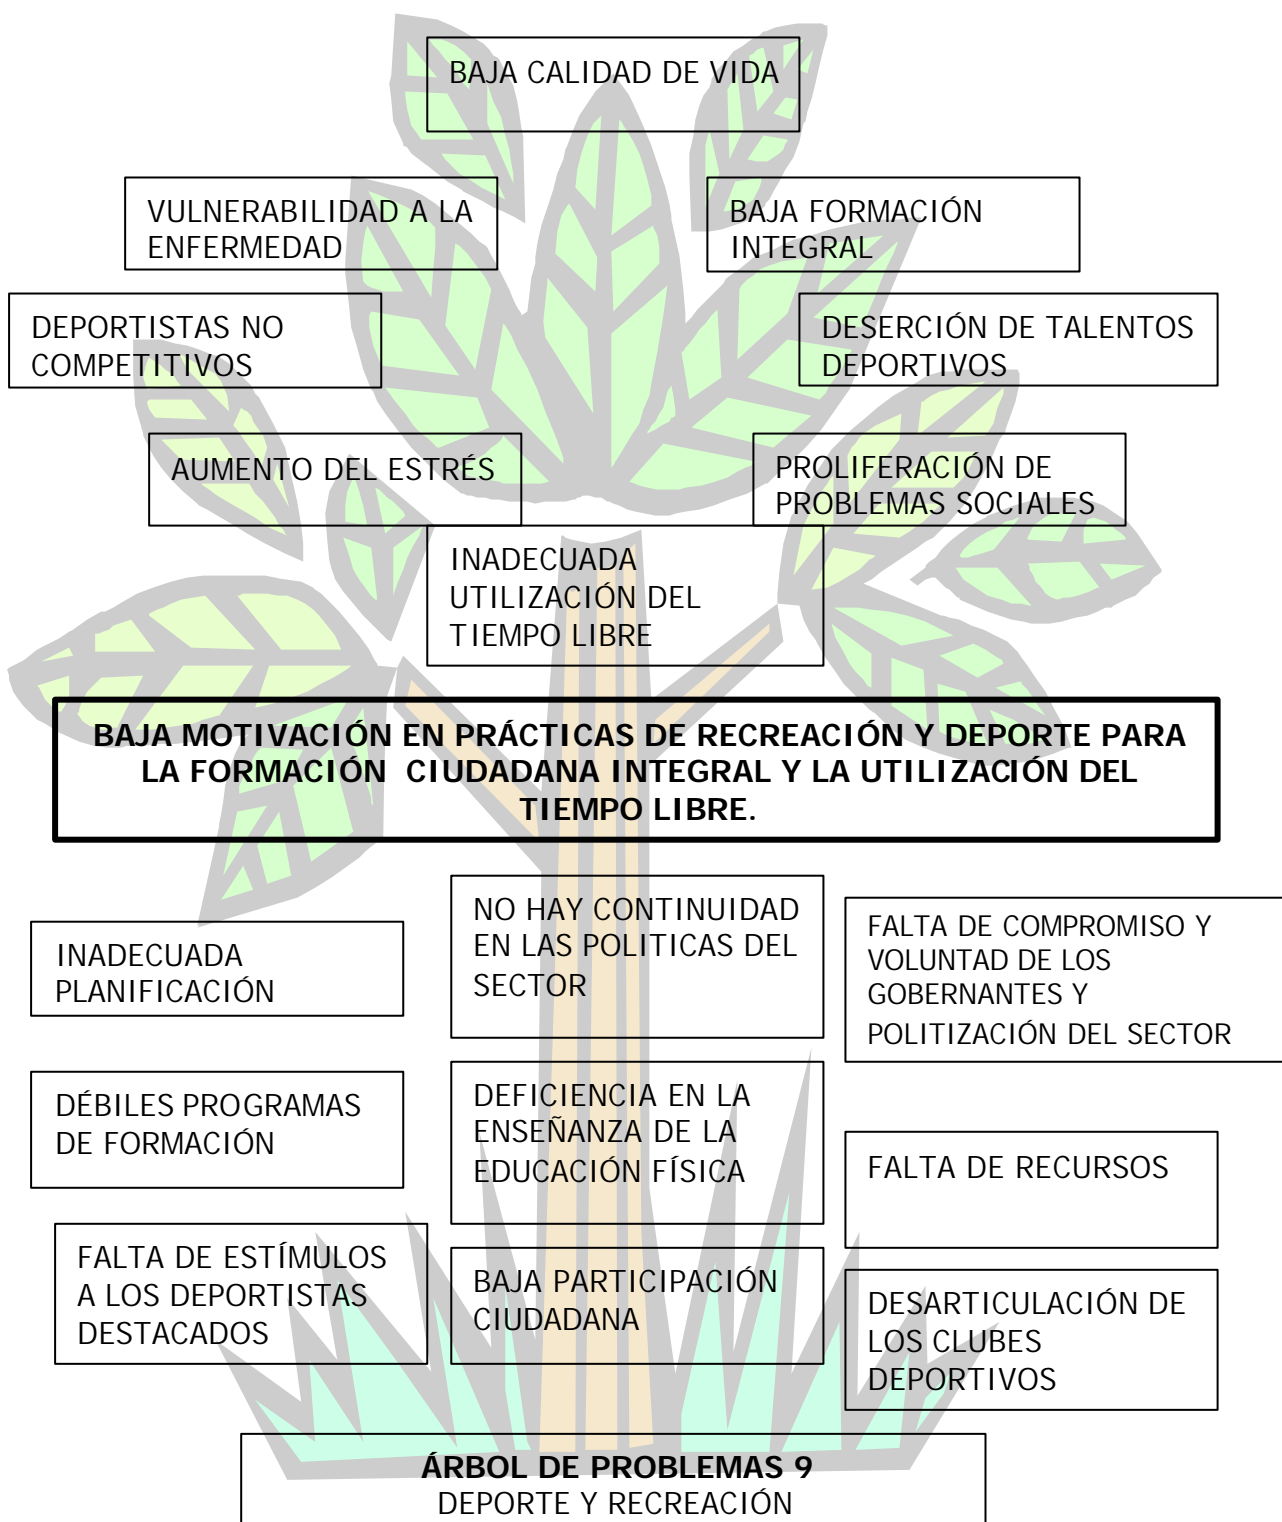 BAJA CALIDAD DE VIDA
VULNERABILIDAD A LA
ENFERMEDAD
BAJA FORMACIÓN
INTEGRAL
DEPORTISTAS NO
COMPETITIVOS
DESERCIÓN DE TALENTOS
DEPORTIVOS
AUMENTO DEL ESTRÉS
PROLIFERACIÓN DE
PROBLEMAS SOCIALES
INADECUADA
UTILIZACIÓN DEL
TIEMPO LIBRE
BAJA MOTIVACIÓN EN PRÁCTICAS DE RECREACIÓN Y DEPORTE PARA
LA FORMACIÓN CIUDADANA INTEGRAL Y LA UTILIZACIÓN DEL
TIEMPO LIBRE.
INADECUADA
PLANIFICACIÓN
NO HAY CONTINUIDAD
EN LAS POLITICAS DEL
SECTOR
FALTA DE COMPROMISO Y
VOLUNTAD DE LOS
GOBERNANTES Y
POLITIZACIÓN DEL SECTOR
DÉBILES PROGRAMAS
DE FORMACIÓN
DEFICIENCIA EN LA
ENSEÑANZA DE LA
EDUCACIÓN FÍSICA
FALTA DE RECURSOS
FALTA DE ESTÍMULOS
A LOS DEPORTISTAS
DESTACADOS
BAJA PARTICIPACIÓN
CIUDADANA
DESARTICULACIÓN DE
LOS CLUBES
DEPORTIVOS
ÁRBOL DE PROBLEMAS 9
DEPORTE Y RECREACIÓN